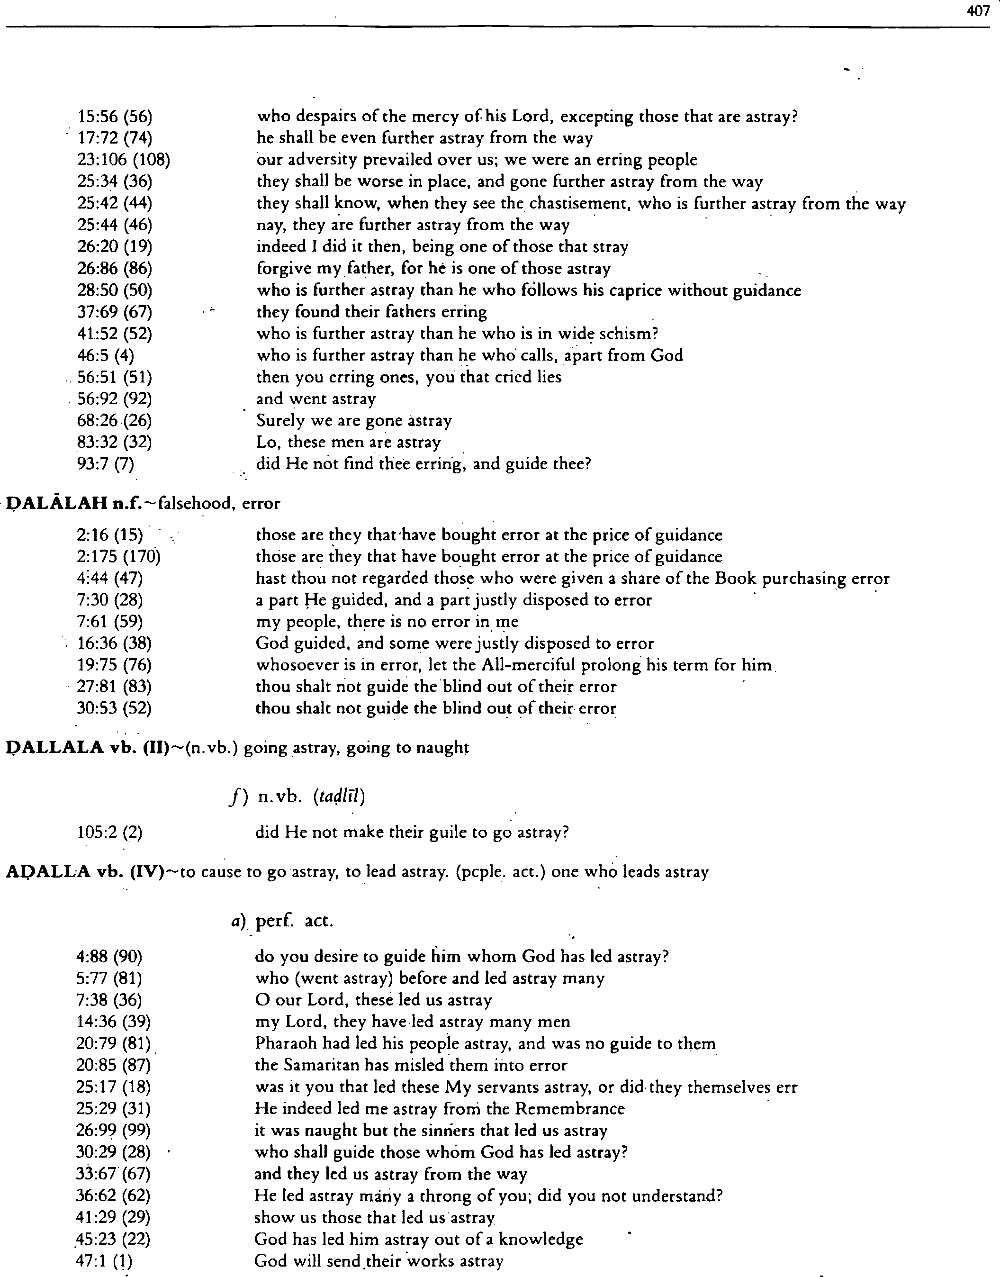 407
15:56 (56) who despairs of the mercy of his Lord, excepting those that are astray?
17:72 (74) he shall be even further astray from the way
23:106 (108) our adversity prevailed over us; we were an erring people
25:34 (36) they shall be worse in place, and gone further astray from the way
25:42 (44) they shall know, when they see the chastisement, who is further astray from the way
25:44 (46) nay, they are further astray from the way
26:20 (19) indeed I did it then, being one of those that stray
26:86 (86) forgive my father, for he is one of those astray
28:50 (50) who is further astray than he who follows his caprice without guidance
37:69 (67) they found their fathers erring
41:52 (52) who is further astray than he who is in wide schism?
46:5 (4) who is further astray than he who calls, apart from God
56:51 (51) then you erring ones, you that cried lies
56:92 (92) and went astray
68:26 (26) Surely we are gone astray
83:32 (32) Lo, these men are astray
93:7 (7) did He not find thee erring, and guide thee?
ḌALĀLAH n.f.~falsehood, error
2:16 (15) those are they that have bought error at the price of guidance
2:175 (170) those are they that have bought error at the price of guidance
4:44 (47) hast thou not regarded those who were given a share of the Book purchasing error
7:30 (28) a part He guided, and a part justly disposed to error
7:61 (59) my people, there is no error in me
16:36 (38) God guided, and some were justly disposed to error
19:75 (76) whosoever is in error, let the All-merciful prolong his term for him
27:81 (83) thou shalt not guide the blind out of their error
30:53 (52) thou shalt not guide the blind out of their error
ḌALLALA vb. (II)~(n.vb.) going astray, going to naught
f) n.vb. (taḍlīl)
105:2 (2) did He not make their guile to go astray?
AḌALLA vb. (IV)~to cause to go astray, to lead astray. (pcple. act.) one who leads astray
a) perf. act.
4:88 (90) do you desire to guide him whom God has led astray?
5:77 (81) who (went astray) before and led astray many
7:38 (36) O our Lord, these led us astray
14:36 (39) my Lord, they have led astray many men
20:79 (81) Pharaoh had led his people astray, and was no guide to them
20:85 (87) the Samaritan has misled them into error
25:17 (18) was it you that led these My servants astray, or did they themselves err
25:29 (31) He indeed led me astray from the Remembrance
26:99 (99) it was naught but the sinners that led us astray
30:29 (28) who shall guide those whom God has led astray?
33:67 (67) and they led us astray from the way
36:62 (62) He led astray many a throng of you; did you not understand?
41:29 (29) show us those that led us astray
45:23 (22) God has led him astray out of a knowledge
47:1 (1) God will send their works astray